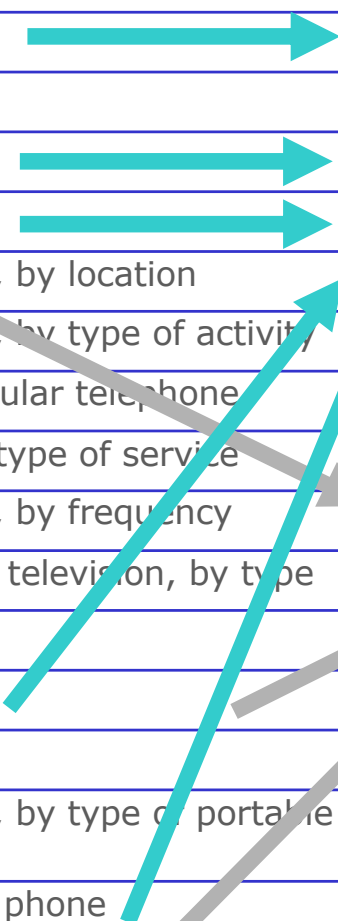 , by location
, by type of activity
ular telephone
type of service
, by frequency
television, by type
, by type of portable
phone